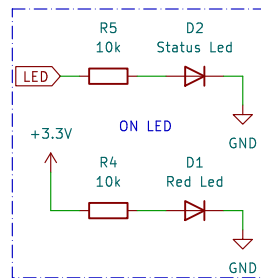 R5
10k
D2
Status Led
LED
GND
ON LED
+3.3V
R4
10k
D1
Red Led
GND